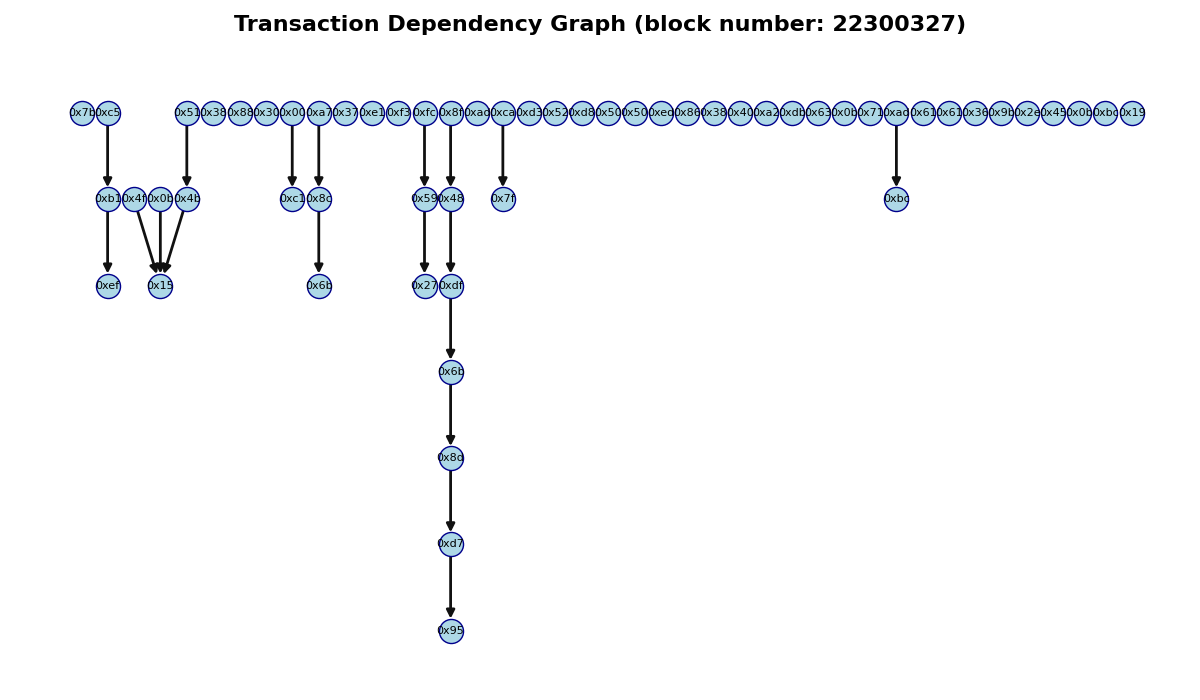 Transaction Dependency Graph (block number: 22300327)
0x7b 0xc5 0x51 0x38 0x88 0x30 0x00 0xa7 0x37 0xe1 0xf3 0xfc 0x8f 0xad 0xca 0xd3 0x52 0xd8 0x50 0x50 0xed 0x86 0x38 0x40 0xa2 0xdb 0x63 0x0b 0x71 0xad 0x61 0x61 0x36 0x9b 0x2e 0x45 0x0b 0xbc 0x19
0xb1 0x4f 0x0b 0x4b 0xc1 0x8c 0x59 0x48 0x7f 0xbc
0xef 0x15 0x6b 0x27 0xdf
0x6b
0x8d
0xd7
0x95